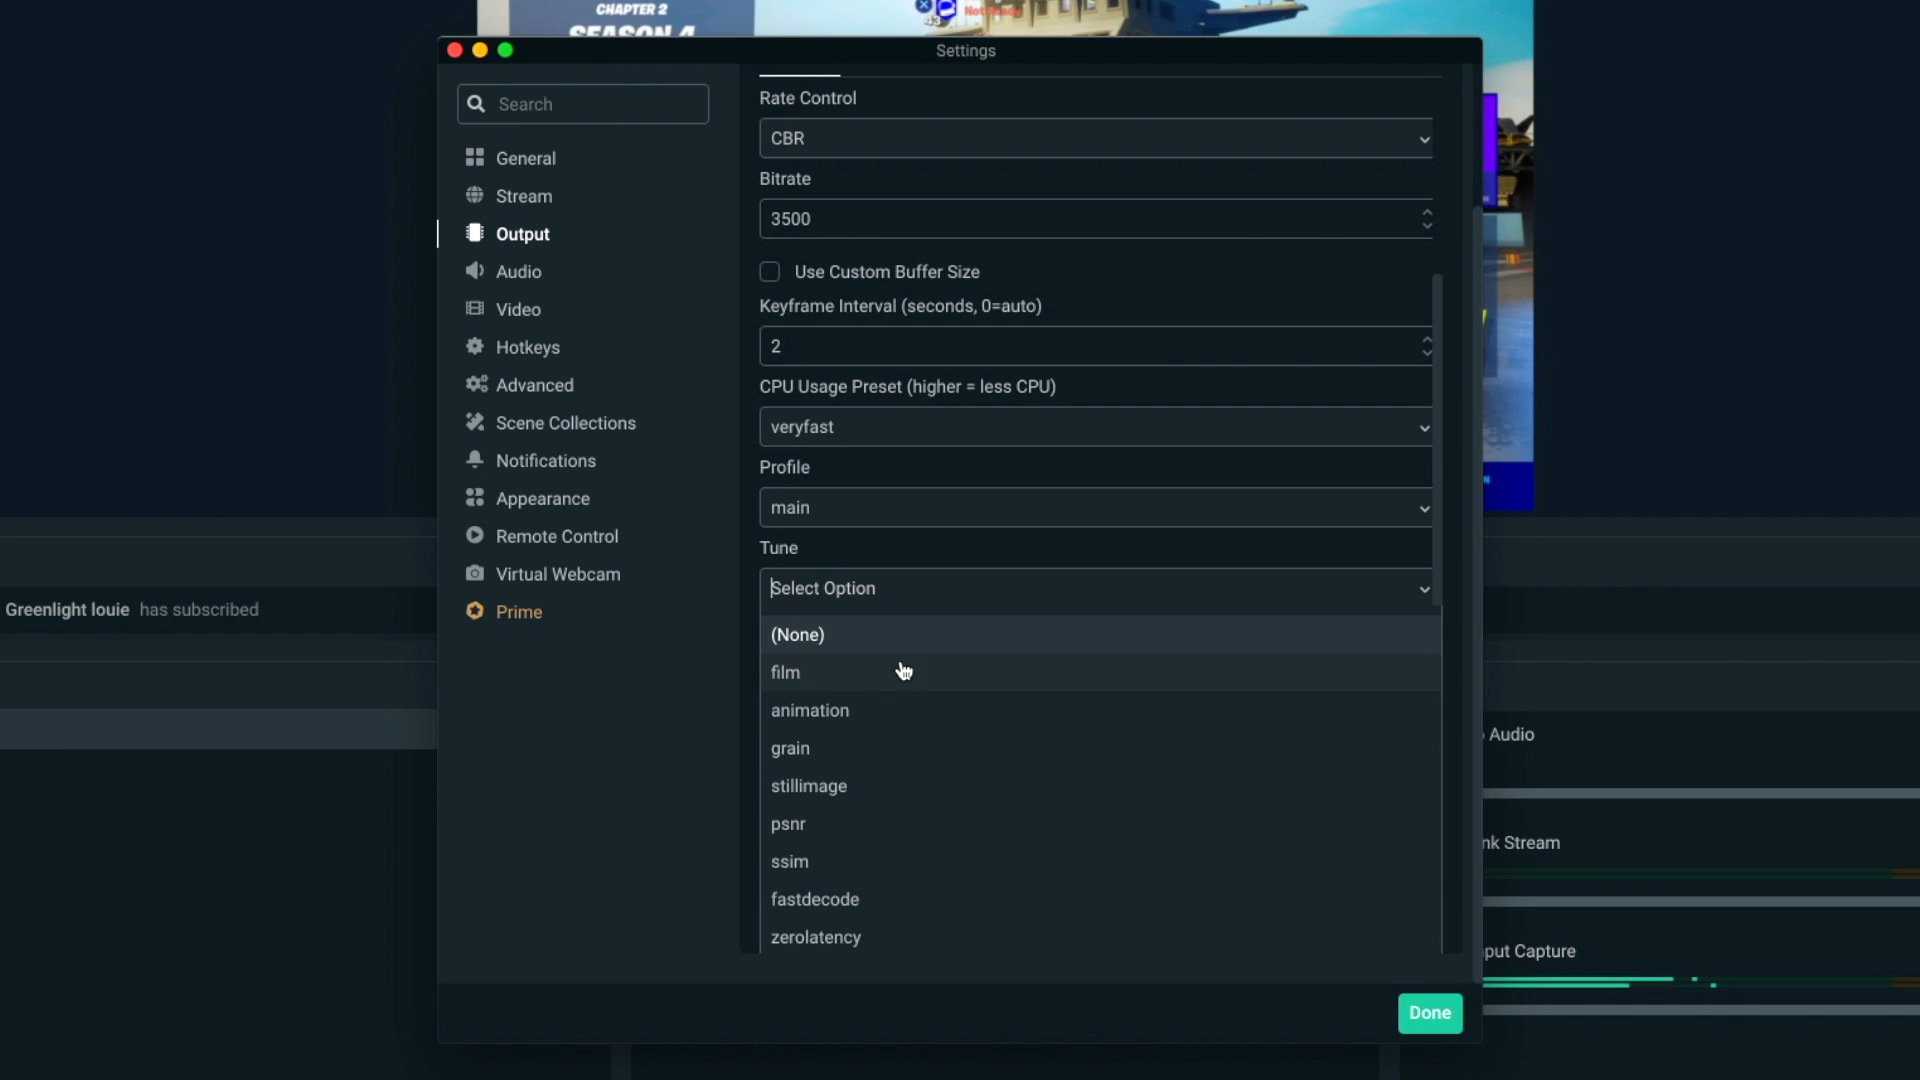 CHAPTER 2
SEASON 4
43
Settings
Search
General
Stream
Output
Audio
Video
Hotkeys
Advanced
Scene Collections
Notifications
Appearance
Remote Control
Virtual Webcam
Prime
Rate Control
CBR
Bitrate
3500
Use Custom Buffer Size
Keyframe Interval (seconds, 0=auto)
2
CPU Usage Preset (higher = less CPU)
veryfast
Profile
main
Tune
Select Option
(None)
film
animation
grain
stillimage
psnr
ssim
fastdecode
zerolatency
Done
Greenlight louie has subscribed
Audio
nk Stream
put Capture